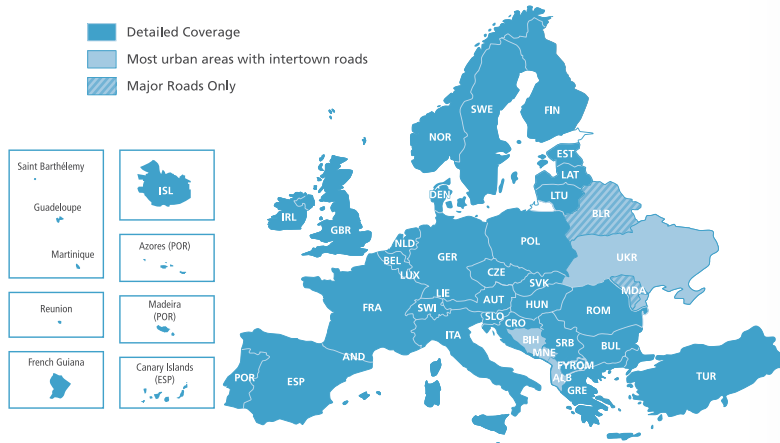 Detailed Coverage
Most urban areas with intertown roads
Major Roads Only
Saint Barthélemy
Guadeloupe
Martinique
Reunion
French Guiana
ISL
Azores (POR)
Madeira
(POR)
Canary Islands
(ESP)
NOR
SWE
FIN
EST
LAT
LTU
DEN
BLR
IRL
GBR
NLD
BEL
LUX
GER
POL
UKR
CZE
SVK
MDA
LIE
AUT
HUN
FRA
SWI
SLO
CRO
ROM
ITA
BIH
SRB
MNE
BUL
FYROM
ALB
GRE
AND
POR
ESP
TUR